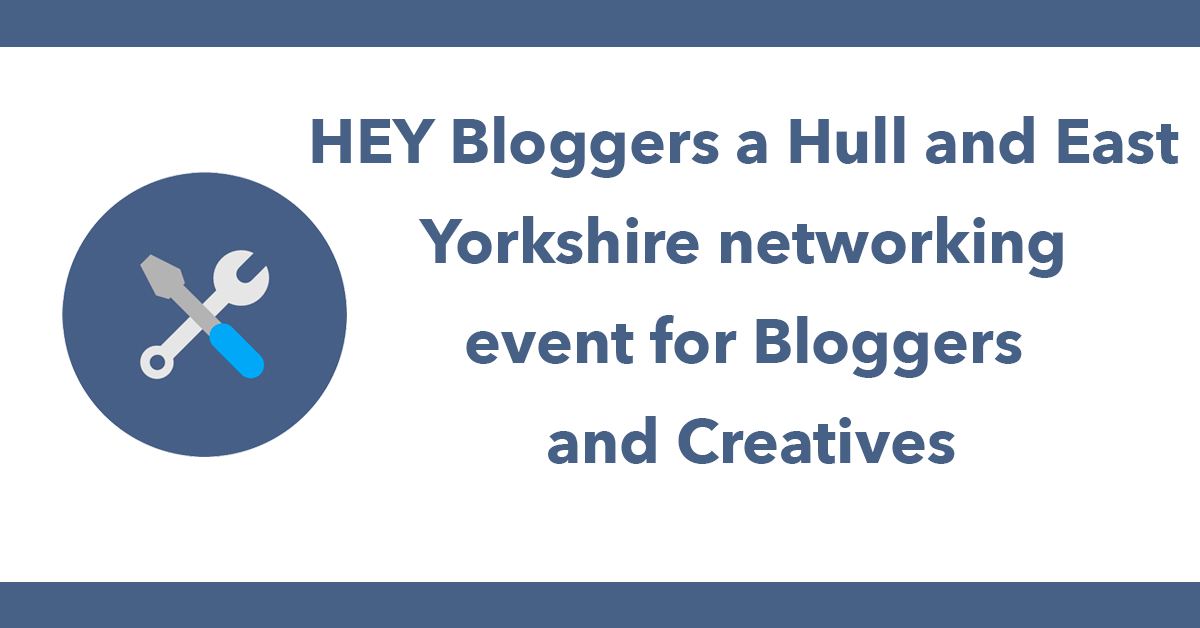 HEY Bloggers a Hull and East
Yorkshire networking
event for Bloggers
and Creatives